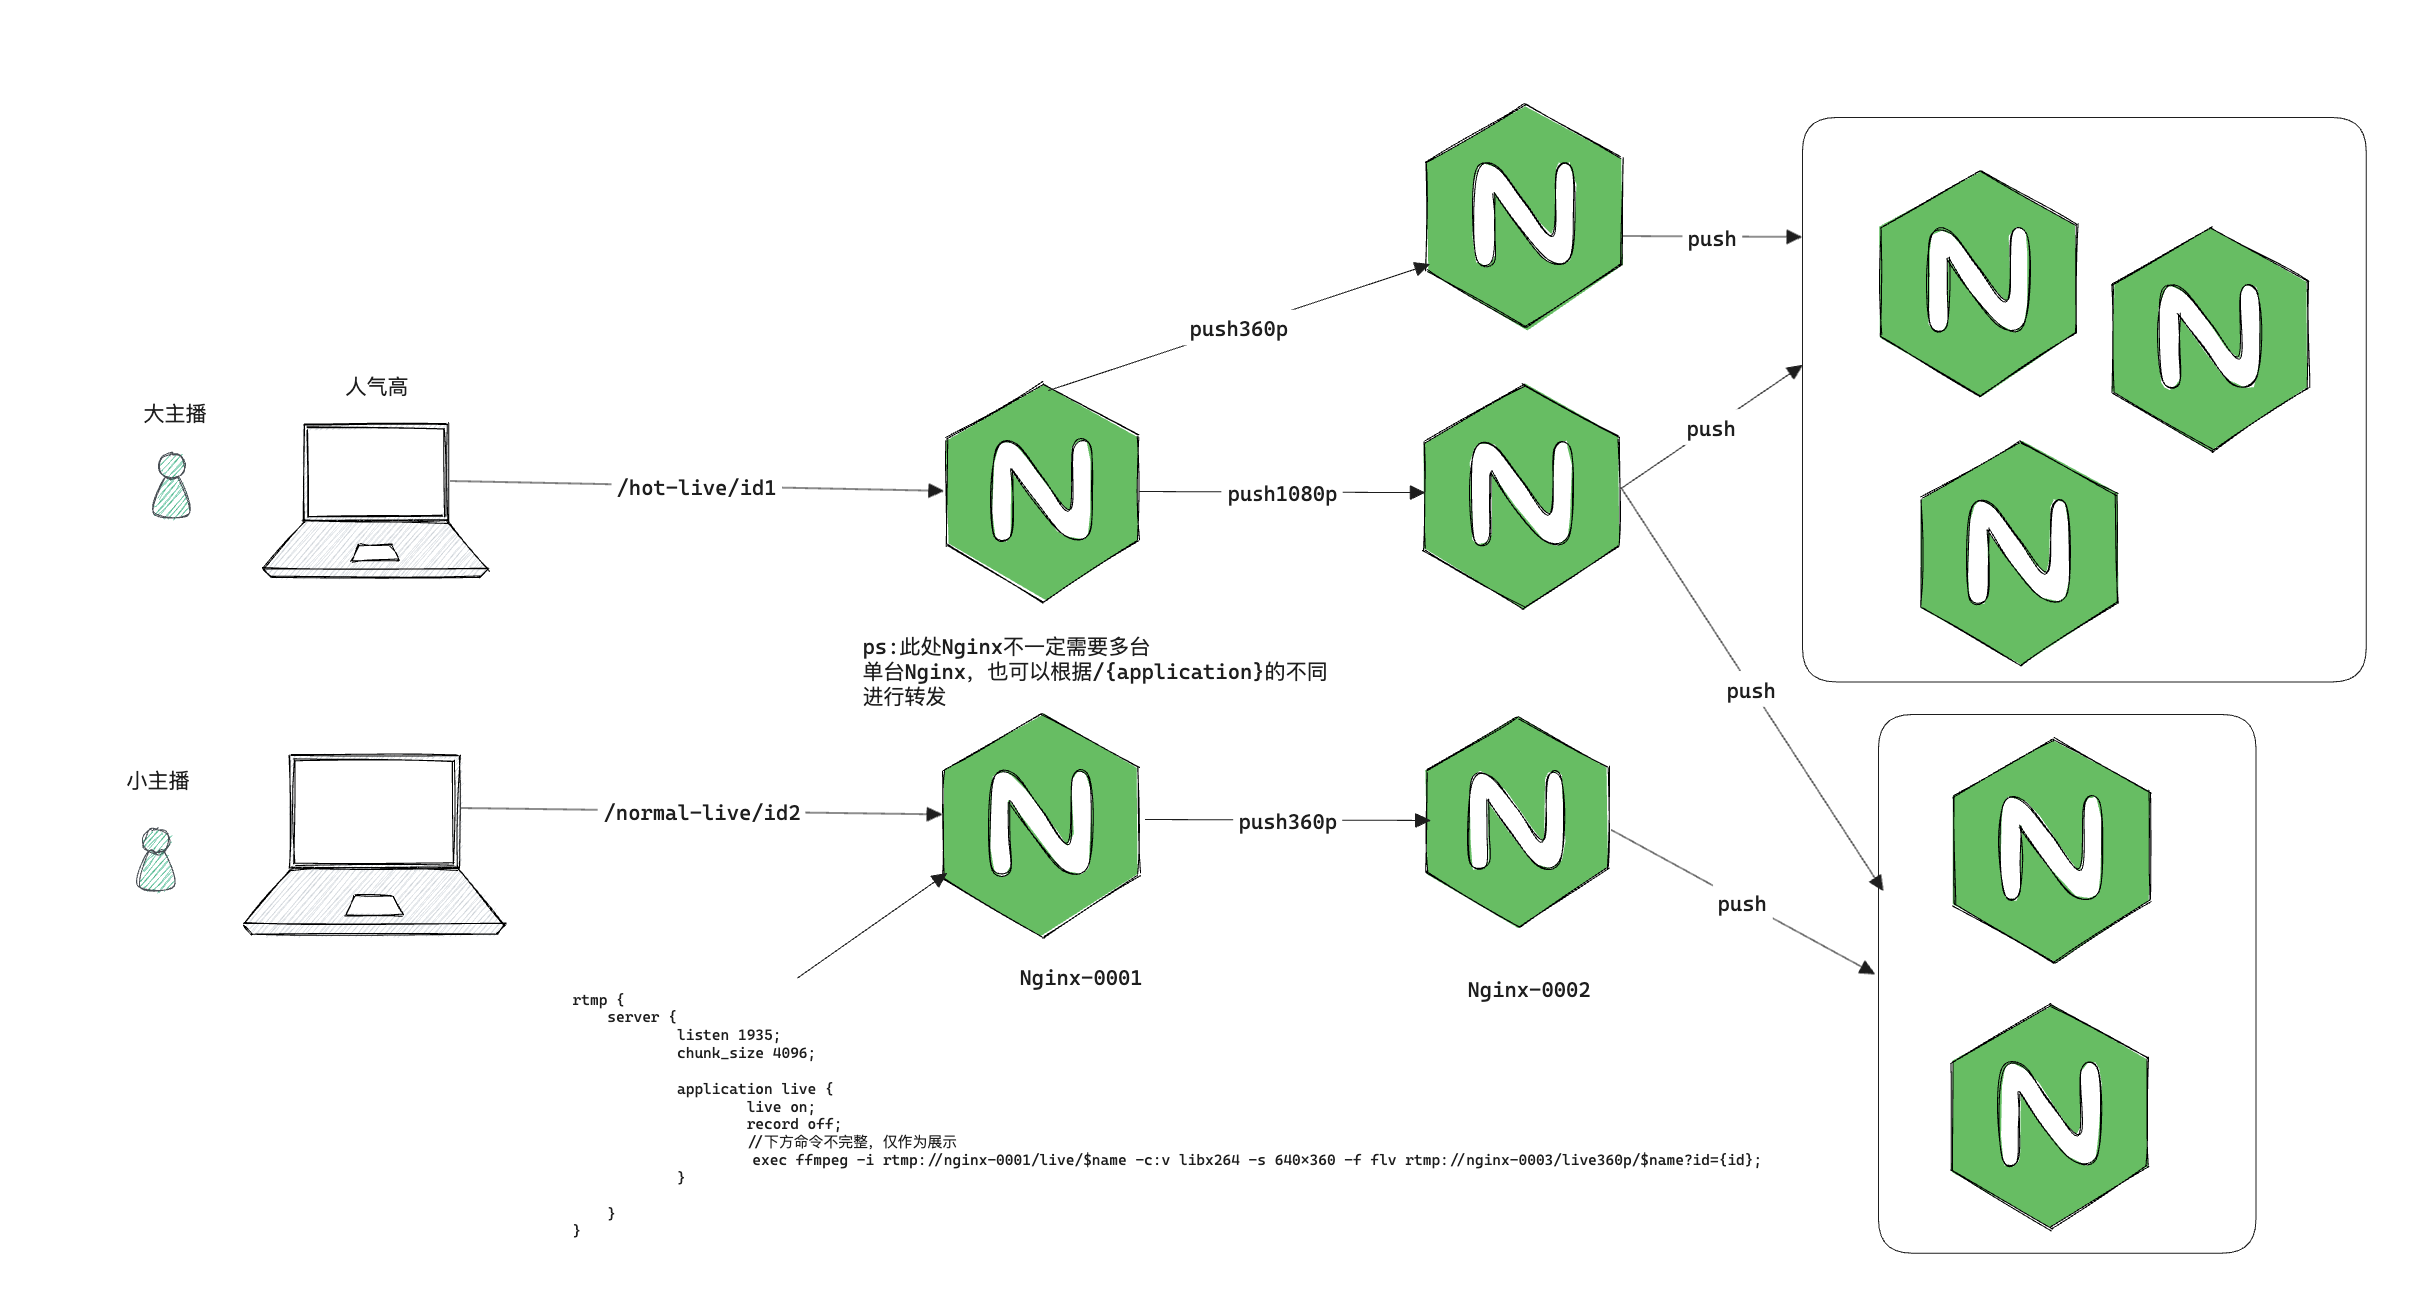 push
push360p
人气高
大主播
push
/hot-live/id1
push1080p
ps:此处Nginx不一定需要多台
单台Nginx，也可以根据/{application}的不同
进行转发
push
小主播
/normal-live/id2
push360p
push
Nginx-0001
Nginx-0002
rtmp {
server {
listen 1935;
chunk_size 4096;
application live {
live on;
record off;
//下方命令不完整，仅作为展示
exec ffmpeg -i rtmp://nginx-0001/live/$name -c:v libx264 -s 640×360 -f flv rtmp://nginx-0003/live360p/$name?id={id};
}
}
}